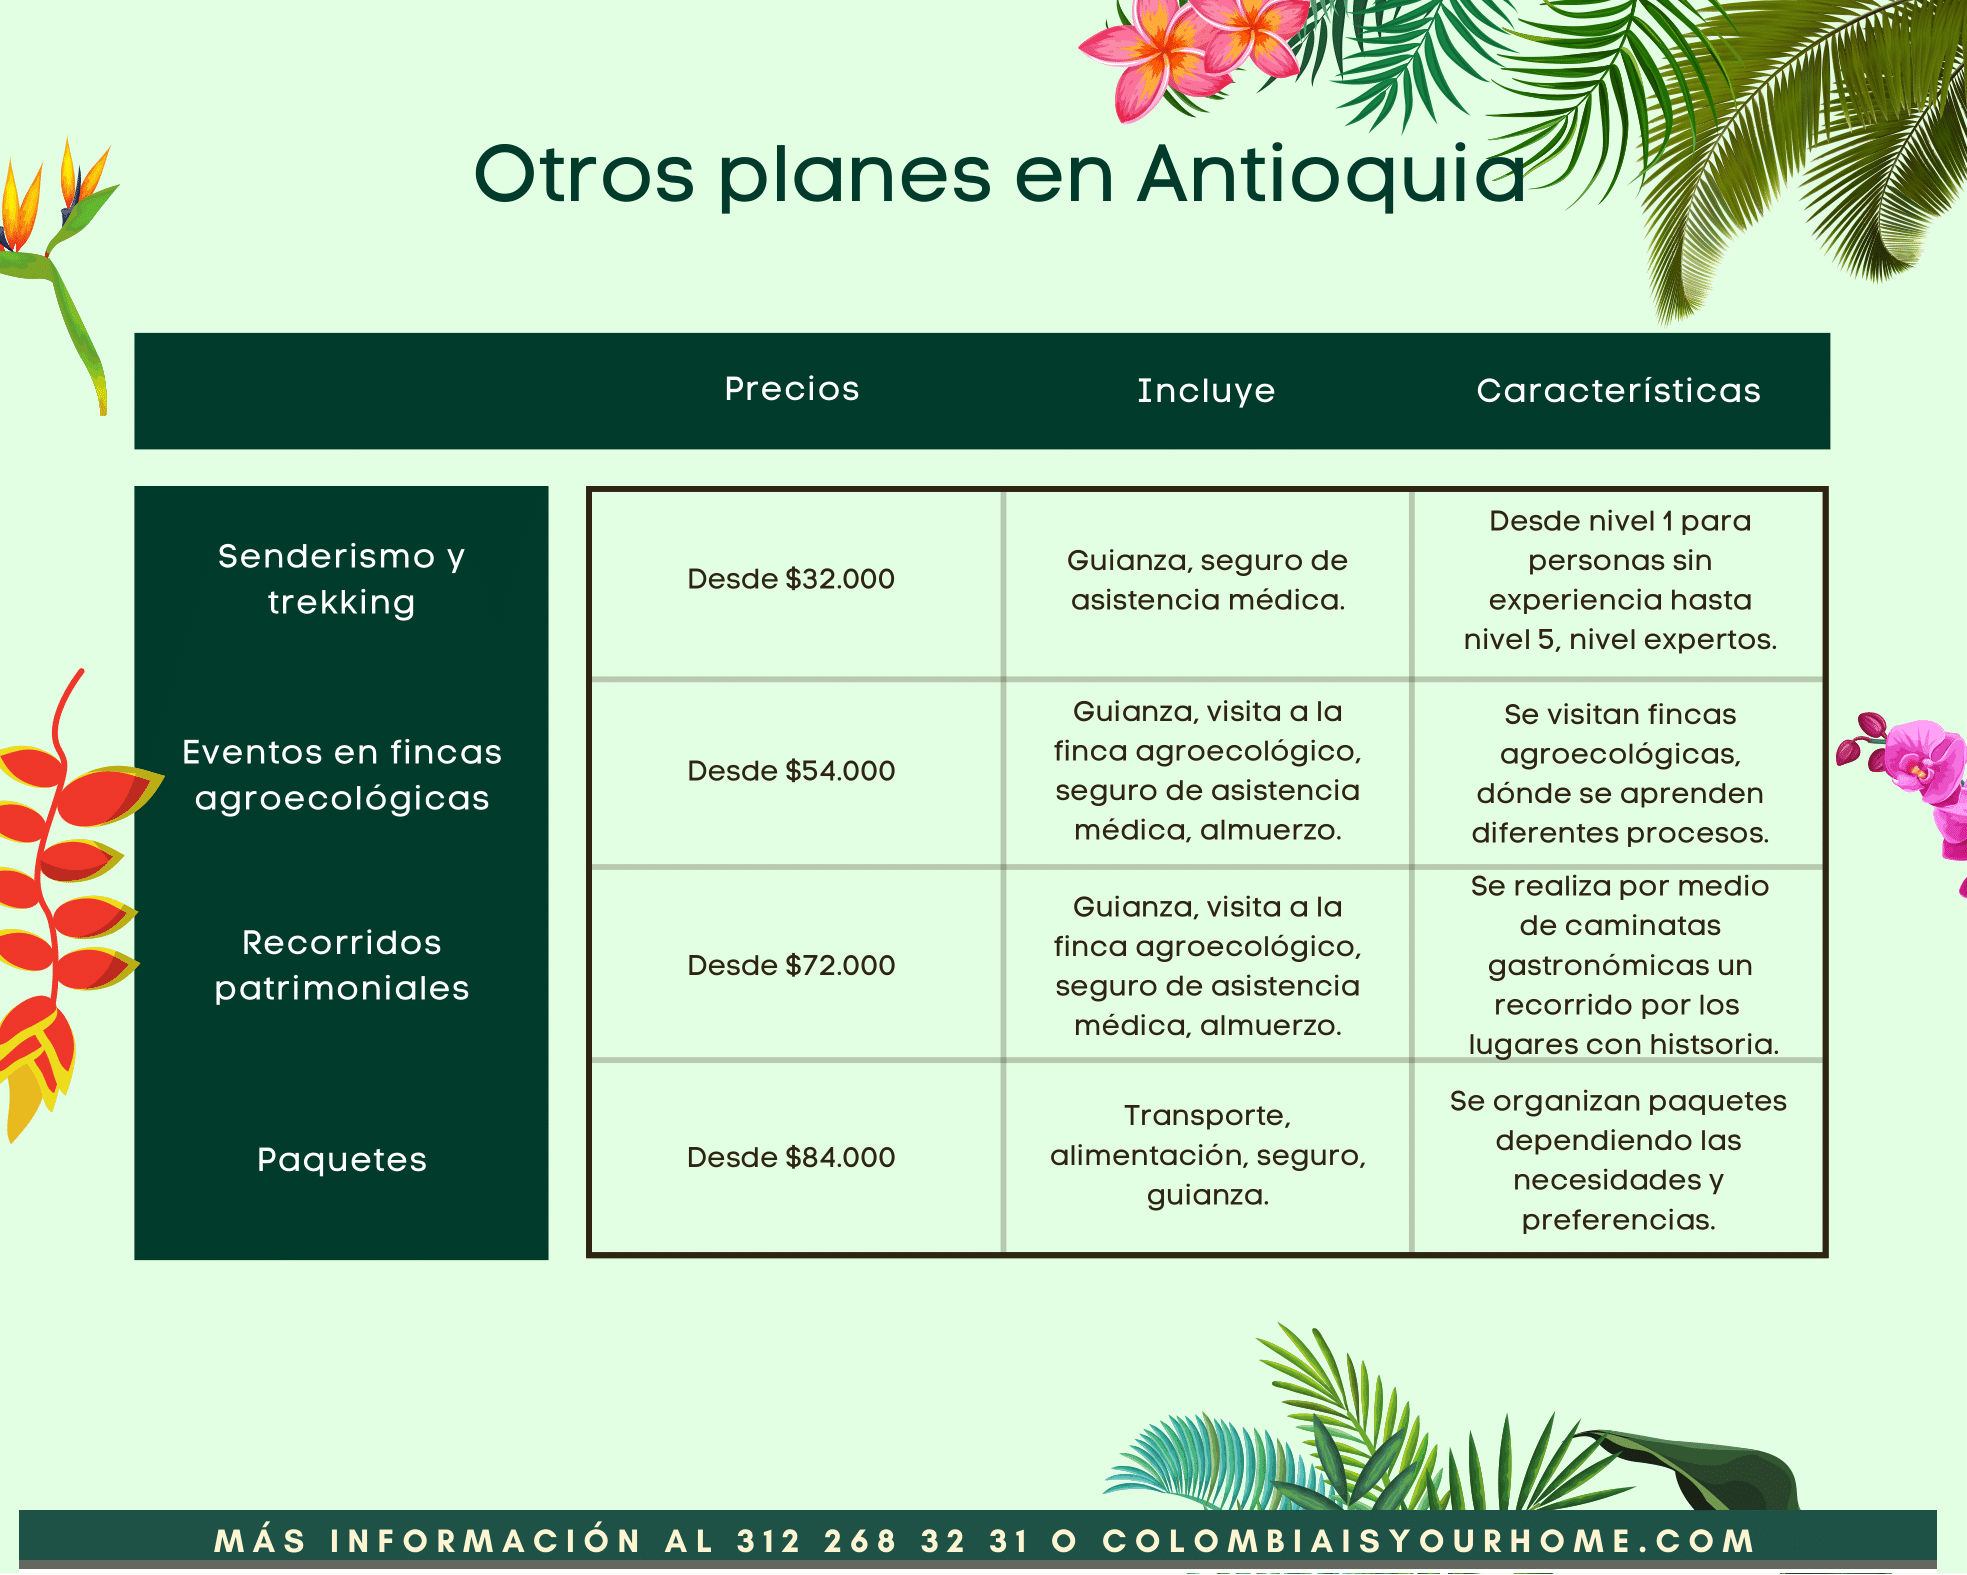 Otros planes en Antioquia
Precios
Incluye
Características
Senderismo y
trekking
Desde $32.000
Guianza, seguro de
asistencia médica.
Desde nivel 1 para
personas sin
experiencia hasta
nivel 5, nivel expertos.
Eventos en fincas
agroecológicas
Desde $54.000
Guianza, visita a la
finca agroecológico,
seguro de asistencia
médica, almuerzo.
Se visitan fincas
agroecológicas,
dónde se aprenden
diferentes procesos.
Recorridos
patrimoniales
Desde $72.000
Guianza, visita a la
finca agroecológico,
seguro de asistencia
médica, almuerzo.
Se realiza por medio
de caminatas
gastronómicas un
recorrido por los
lugares con histsoria.
Paquetes
Desde $84.000
Transporte,
alimentación, seguro,
guianza.
Se organizan paquetes
dependiendo las
necesidades y
preferencias.
MÁS INFORMACIÓN AL 312 268 32 31 O COLOMBIAISYOURHOME.COM